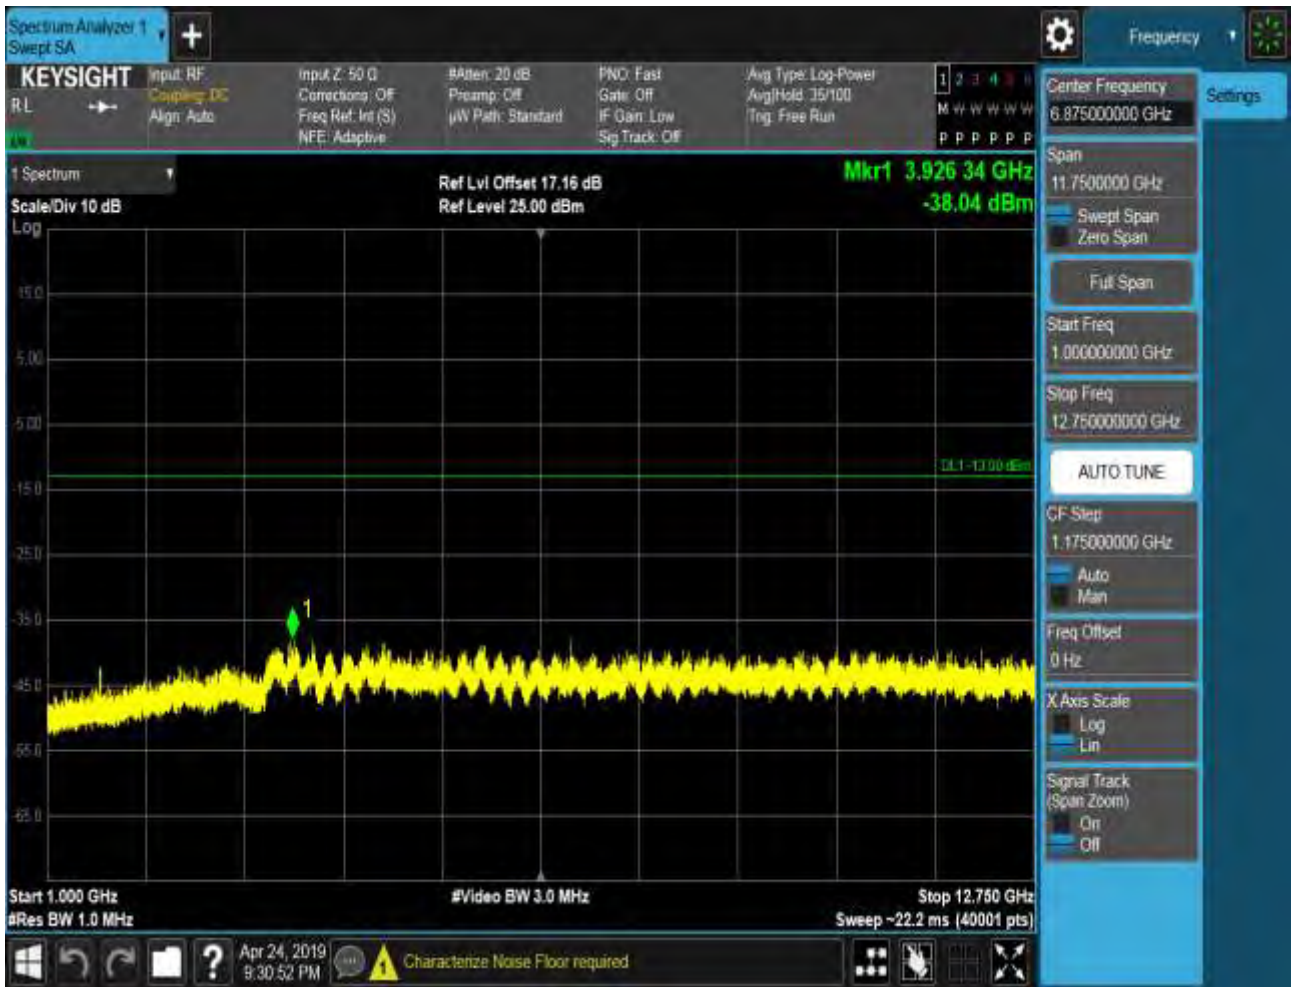 Spectrum Analyzer 1
Swept SA
Frequency
KEYSIGHT
RL
Input: RF
Coupling: DC
Align: Auto
Input Z: 50 Ω
Corrections: Off
Freq Ref: Int (S)
NFE: Adaptive
#Atten: 20 dB
Preamp: Off
µW Path: Standard
PNO: Fast
Gate: Off
IF Gain: Low
Sig Track: Off
Avg Type: Log-Power
Avg|Hold: 35/100
Trig: Free Run
1 2 3 4 5 6
M W W W W W
P P P P P P
1 Spectrum
Scale/Div 10 dB
Log
Ref Lvl Offset 17.16 dB
Ref Level 25.00 dBm
Mkr1 3.926 34 GHz
-38.04 dBm
15.0
5.00
-5.00
DL1 -13.00 dBm
-15.0
-25.0
1
-35.0
-45.0
-55.0
-65.0
Start 1.000 GHz
#Res BW 1.0 MHz
#Video BW 3.0 MHz
Stop 12.750 GHz
Sweep ~22.2 ms (40001 pts)
Center Frequency
6.875000000 GHz
Settings
Span
11.7500000 GHz
Swept Span
Zero Span
Full Span
Start Freq
1.000000000 GHz
Stop Freq
12.750000000 GHz
AUTO TUNE
CF Step
1.175000000 GHz
Auto
Man
Freq Offset
0 Hz
X Axis Scale
Log
Lin
Signal Track
(Span Zoom)
On
Off
?
Apr 24, 2019
9:30:52 PM
Characterize Noise Floor required